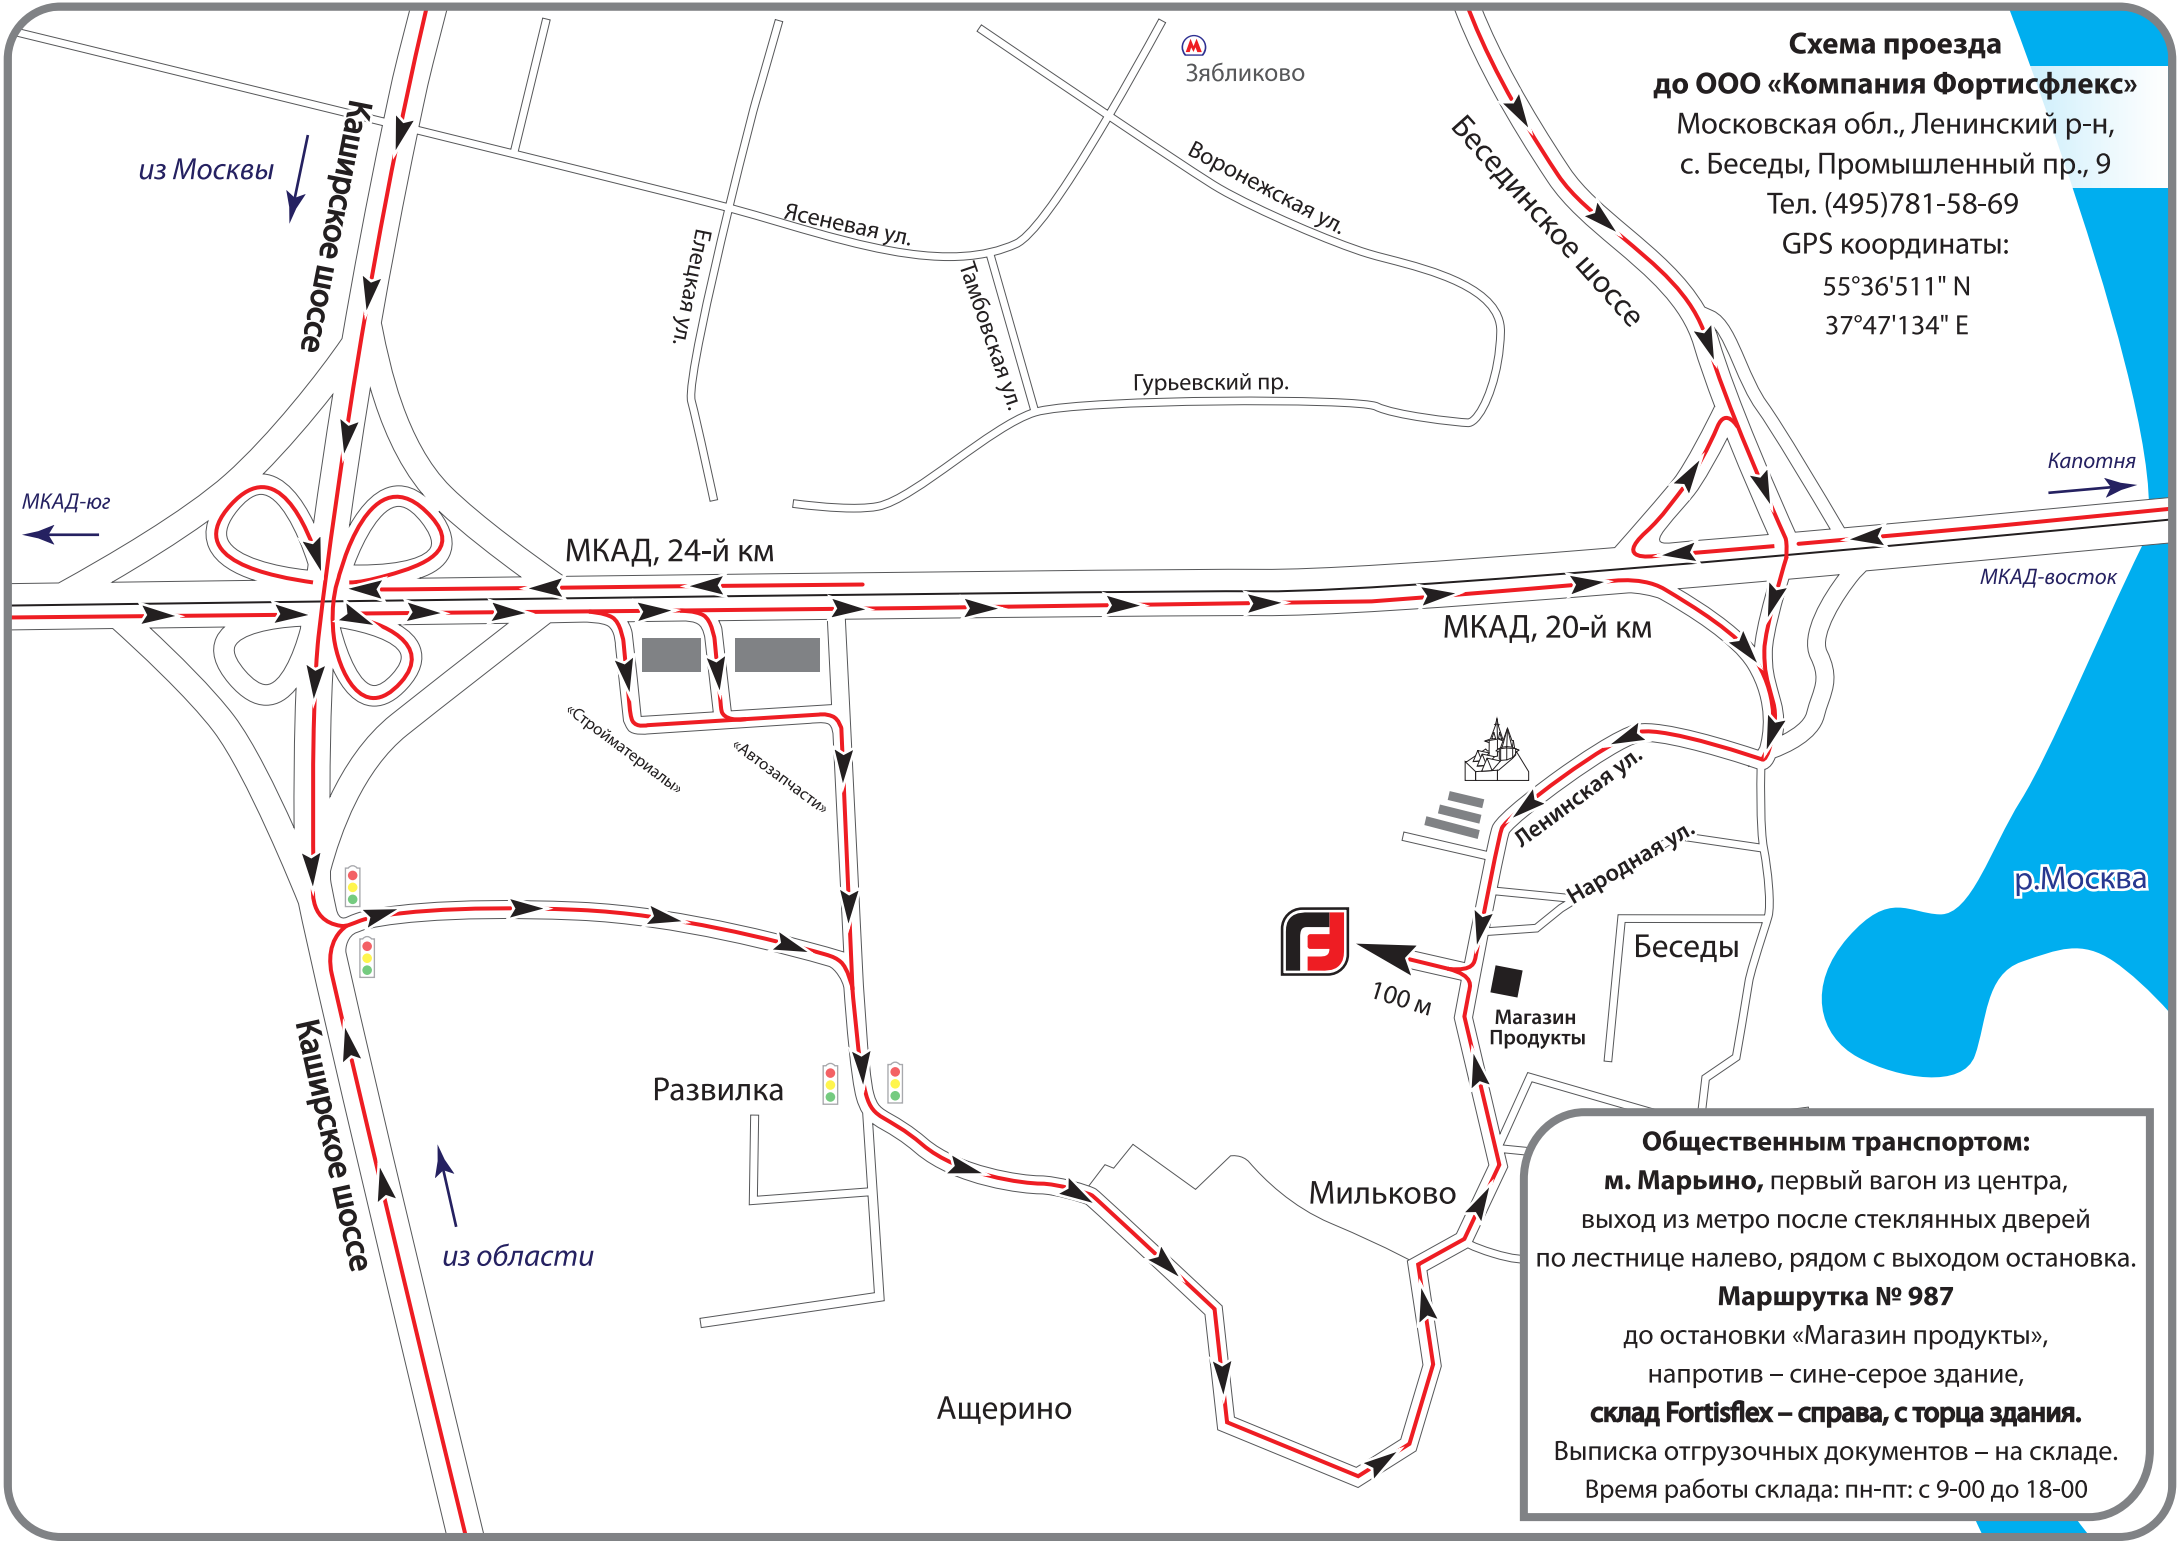 Схема проезда
до ООО «Компания Фортисфлекс»
Московская обл., Ленинский р-н,
с. Беседы, Промышленный пр., 9
Тел. (495)781-58-69
GPS координаты:
55°36'511" N
37°47'134" E
Зябликово
Каширское шоссе
из Москвы
Ясеневая ул.
Елецкая ул.
Тамбовская ул.
Воронежская ул.
Гурьевский пр.
Бесединское шоссе
Капотня
МКАД-юг
МКАД, 24-й км
МКАД-восток
МКАД, 20-й км
«Стройматериалы»
«Автозапчасти»
Ленинская ул.
Народная ул.
р.Москва
Беседы
100 м
Магазин
Продукты
Каширское шоссе
Развилка
Мильково
из области
Ащерино
Общественным транспортом:
м. Марьино, первый вагон из центра,
выход из метро после стеклянных дверей
по лестнице налево, рядом с выходом остановка.
Маршрутка № 987
до остановки «Магазин продукты»,
напротив – сине-серое здание,
склад Fortisflex – справа, с торца здания.
Выписка отгрузочных документов – на складе.
Время работы склада: пн-пт: с 9-00 до 18-00